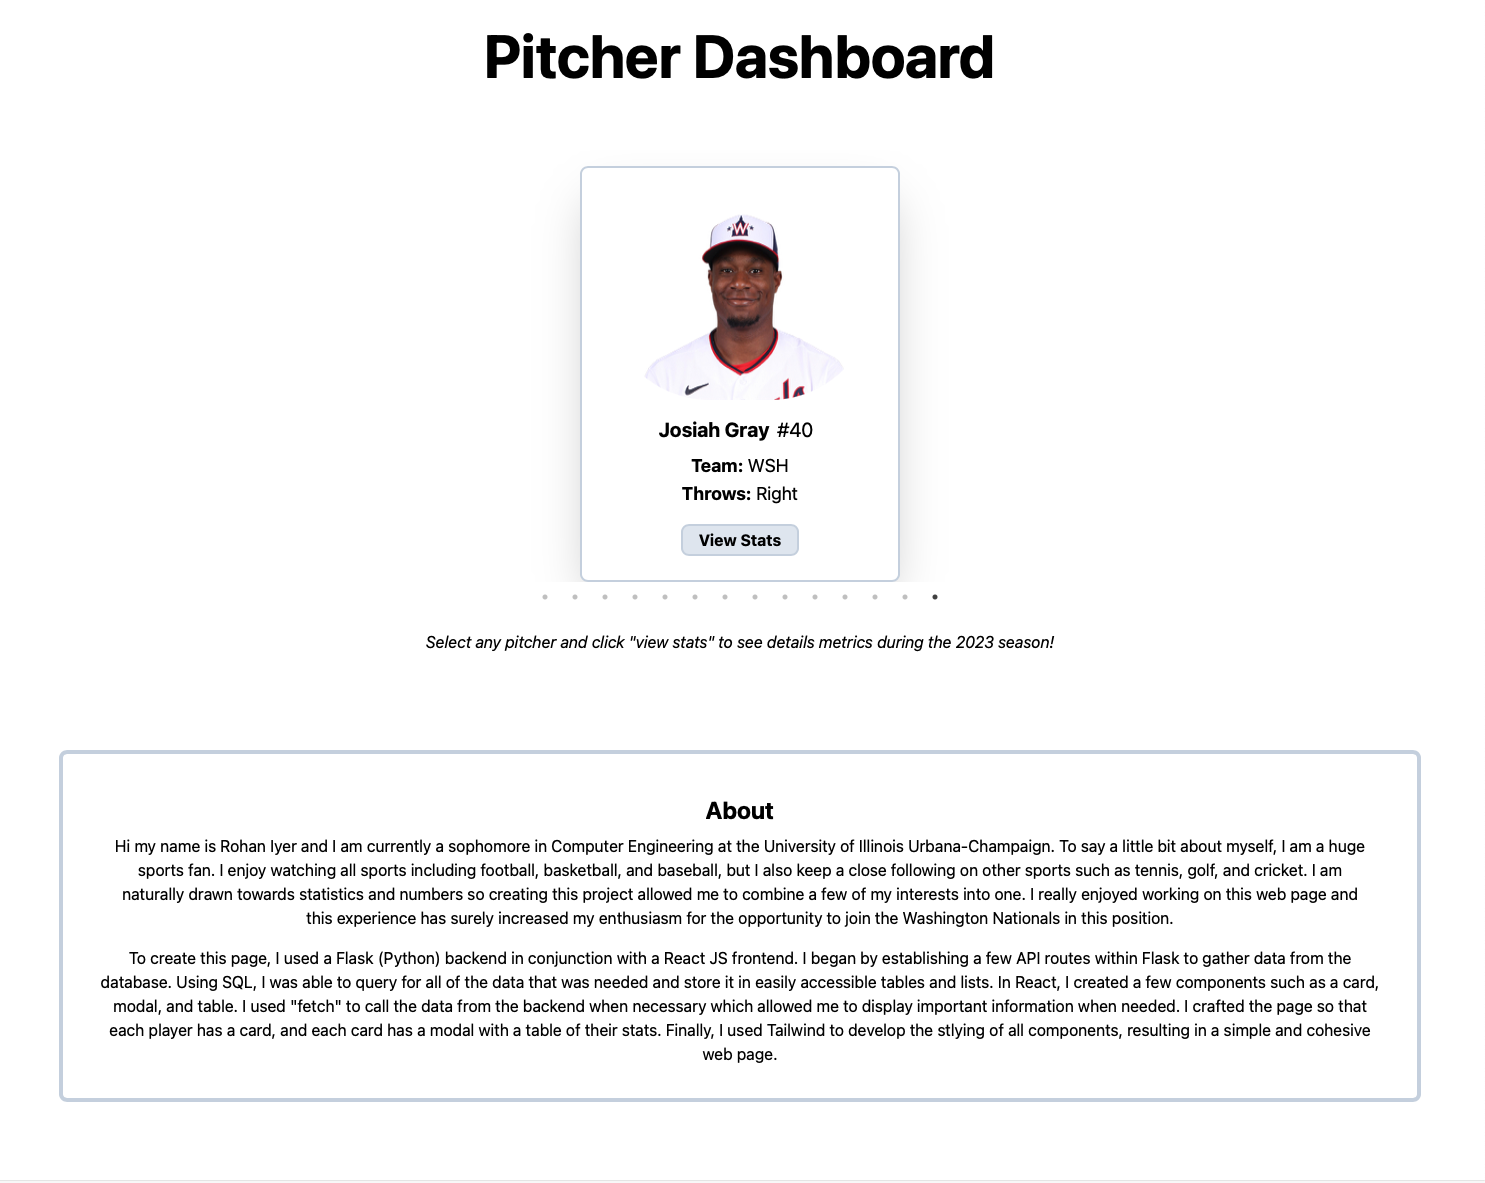 Pitcher Dashboard
W
Josiah Gray #40
Team: WSH
Throws: Right
View Stats
Select any pitcher and click "view stats" to see details metrics during the 2023 season!
About
Hi my name is Rohan Iyer and I am currently a sophomore in Computer Engineering at the University of Illinois Urbana-Champaign. To say a little bit about myself, I am a huge
sports fan. I enjoy watching all sports including football, basketball, and baseball, but I also keep a close following on other sports such as tennis, golf, and cricket. I am
naturally drawn towards statistics and numbers so creating this project allowed me to combine a few of my interests into one. I really enjoyed working on this web page and
this experience has surely increased my enthusiasm for the opportunity to join the Washington Nationals in this position.
To create this page, I used a Flask (Python) backend in conjunction with a React JS frontend. I began by establishing a few API routes within Flask to gather data from the
database. Using SQL, I was able to query for all of the data that was needed and store it in easily accessible tables and lists. In React, I created a few components such as a card,
modal, and table. I used "fetch" to call the data from the backend when necessary which allowed me to display important information when needed. I crafted the page so that
each player has a card, and each card has a modal with a table of their stats. Finally, I used Tailwind to develop the stlying of all components, resulting in a simple and cohesive
web page.